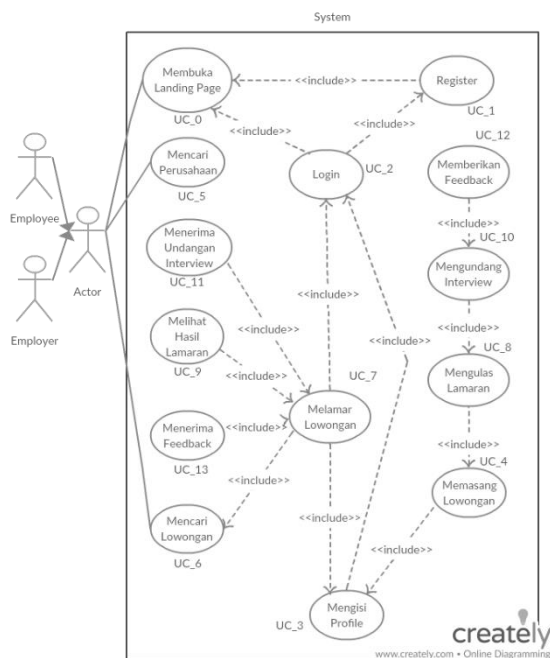 System
Membuka
Landing Page
UC_0
<<include>>
Register
UC_1
<<include>>
<<include>>
UC_12
Mencari
Perusahaan
UC_5
Login
UC_2
Memberikan
Feedback
Employee
<<include>>
Menerima
Undangan
Interview
UC_11
UC_10
Mengundang
Interview
Actor
Employer
<<include>>
<<include>>
<<include>>
<<include>>
Melihat
Hasil
Lamaran
UC_9
<<include>>
UC_8
Mengulas
Lamaran
UC_7
Melamar
Lowongan
Menerima
Feedback
UC_13
<<include>>
<<include>>
UC_4
Memasang
Lowongan
<<include>>
Mencari
Lowongan
UC_6
<<include>>
<<include>>
Mengisi
Profile
UC_3
creately
www.creately.com • Online Diagramming